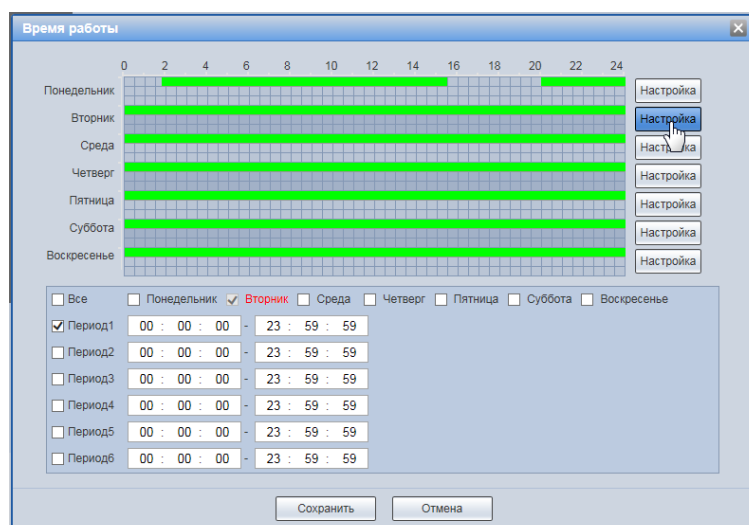 Время работы
0 2 4 6 8 10 12 14 16 18 20 22 24
Понедельник Настройка
Вторник Настройка
Среда Настройка
Четверг Настройка
Пятница Настройка
Суббота Настройка
Воскресенье Настройка
Все Понедельник Вторник Среда Четверг Пятница Суббота Воскресенье
Период1 00 : 00 : 00 - 23 : 59 : 59
Период2 00 : 00 : 00 - 23 : 59 : 59
Период3 00 : 00 : 00 - 23 : 59 : 59
Период4 00 : 00 : 00 - 23 : 59 : 59
Период5 00 : 00 : 00 - 23 : 59 : 59
Период6 00 : 00 : 00 - 23 : 59 : 59
Сохранить Отмена